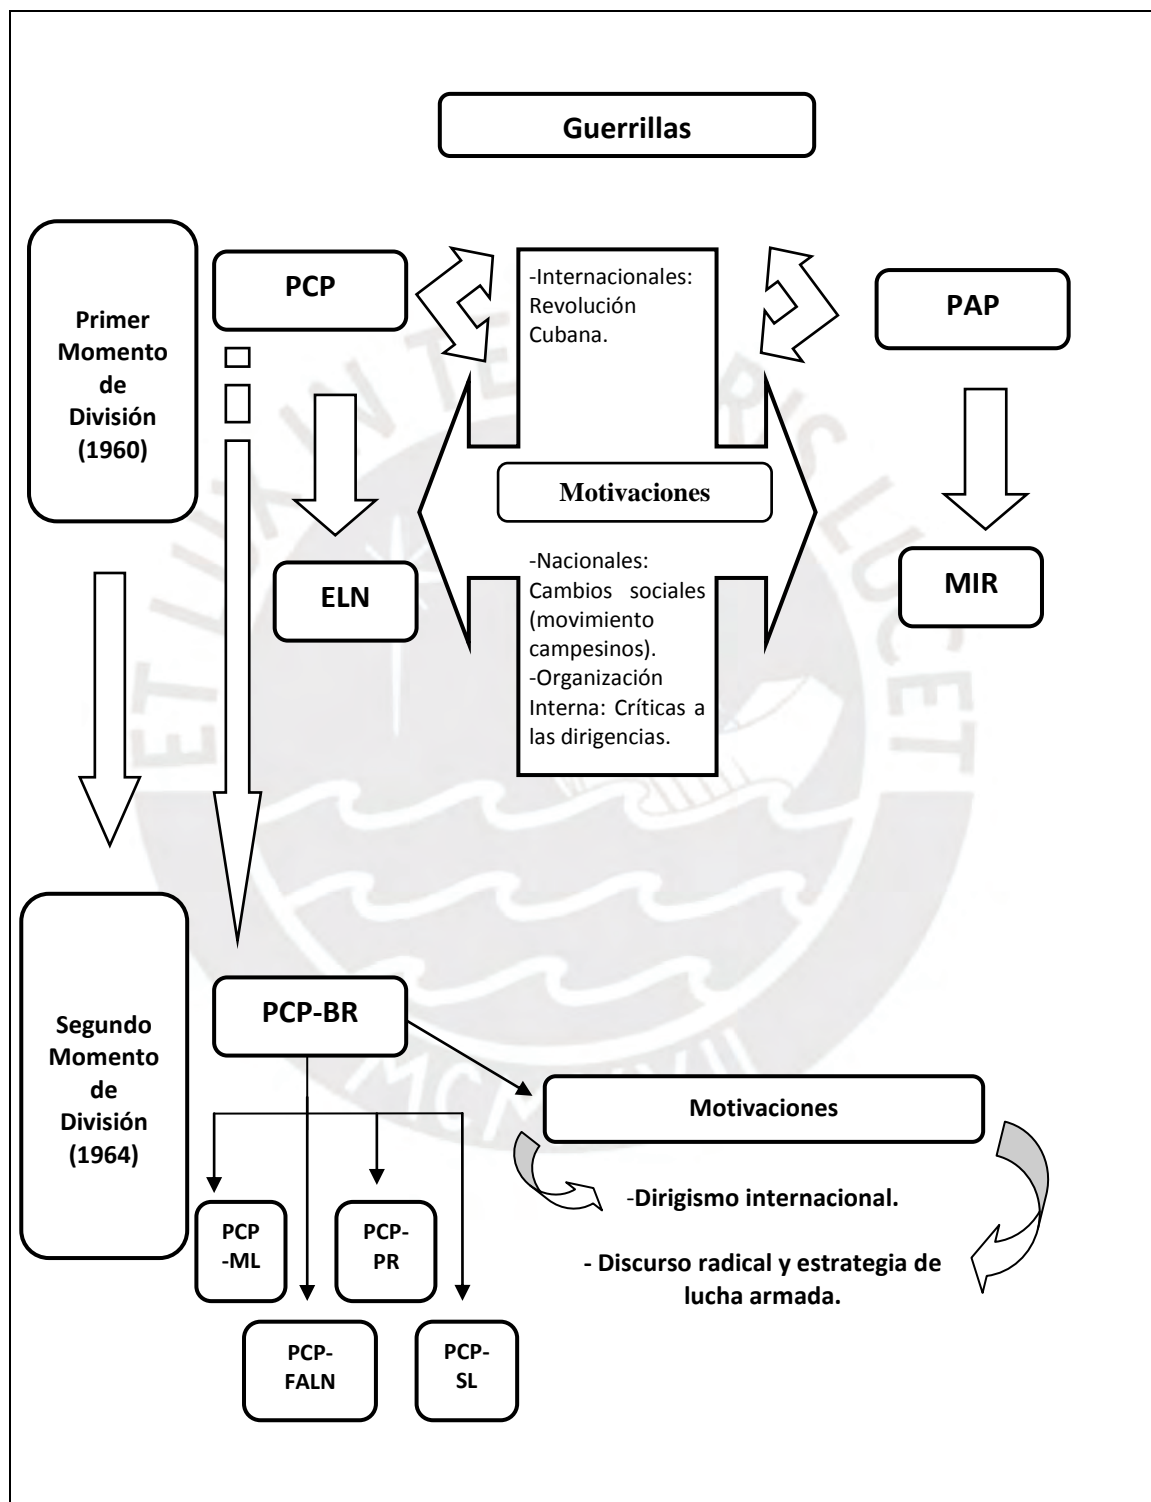 Guerrillas
Primer
Momento
de
División
(1960)
PCP
-Internacionales:
Revolución
Cubana.
PAP
Motivaciones
ELN
-Nacionales:
Cambios sociales
(movimiento
campesinos).
-Organización
Interna: Críticas a
las dirigencias.
MIR
Segundo
Momento
de
División
(1964)
PCP-BR
Motivaciones
-Dirigismo internacional.
- Discurso radical y estrategia de
lucha armada.
PCP
-ML
PCP-
PR
PCP-
FALN
PCP-
SL